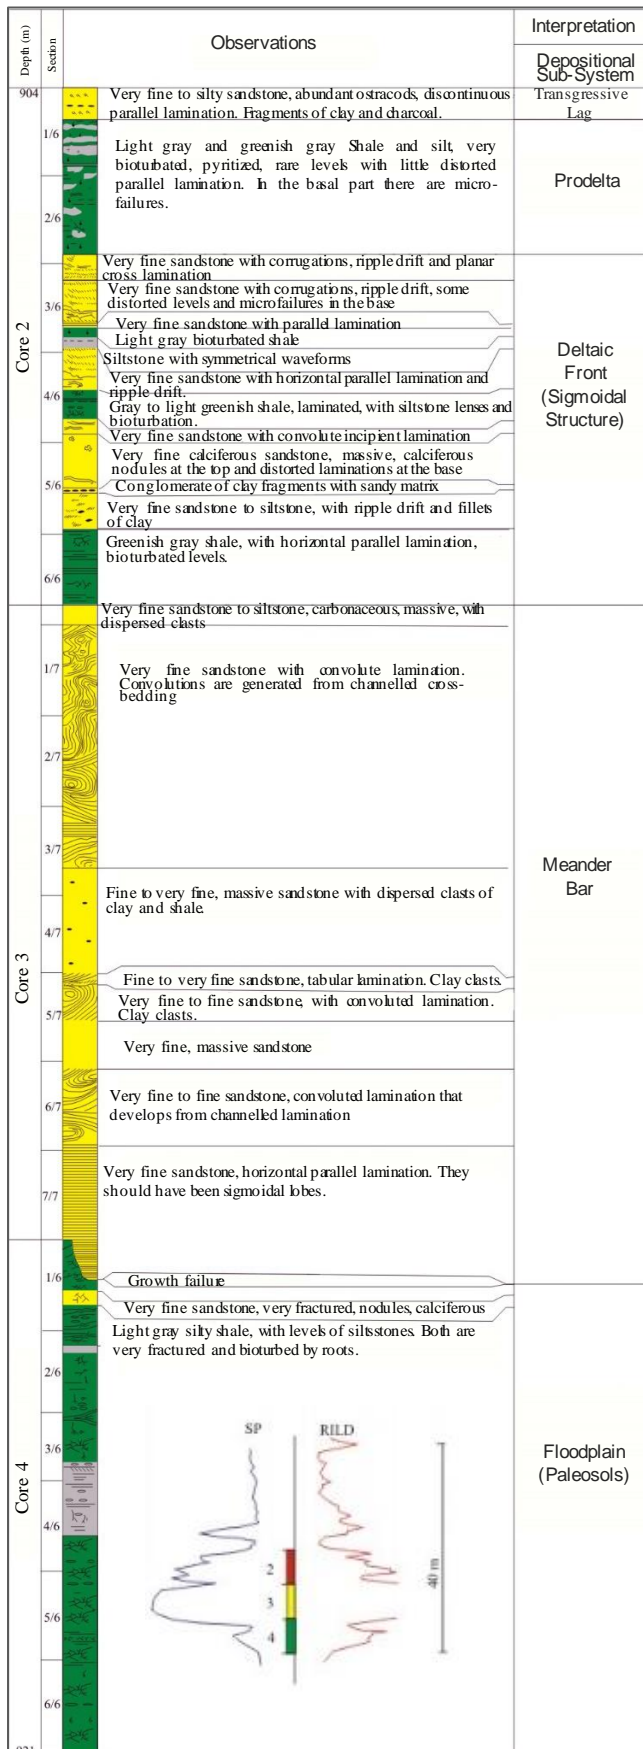 Depth (m)
Section
Observations
Interpretation
Depositional
Sub-System
904
Very fine to silty sandstone, abundant ostracods, discontinuous
parallel lamination. Fragments of clay and charcoal.
Transgressive
Lag
Core 2
1/6
Light gray and greenish gray Shale and silt, very
bioturbated, pyritized, rare levels with little distorted
parallel lamination. In the basal part there are micro-
failures.
Prodelta
2/6
Very fine sandstone with corrugations, ripple drift and planar
cross lamination
Very fine sandstone with corrugations, ripple drift, some
distorted levels and microfailures in the base
3/6
Very fine sandstone with parallel lamination
Light gray bioturbated shale
Siltstone with symmetrical waveforms
Very fine sandstone with horizontal parallel lamination and
ripple drift.
4/6
Gray to light greenish shale, laminated, with siltstone lenses and
bioturbation.
Very fine sandstone with convolute incipient lamination
Very fine calciferous sandstone, massive, calciferous
nodules at the top and distorted laminations at the base
5/6
Conglomerate of clay fragments with sandy matrix
Very fine sandstone to siltstone, with ripple drift and fillets
of clay
Greenish gray shale, with horizontal parallel lamination,
bioturbated levels.
6/6
Deltaic
Front
(Sigmoidal
Structure)
Core 3
Very fine sandstone to siltstone, carbonaceous, massive, with
dispersed clasts
1/7
Very fine sandstone with convolute lamination.
Convolutions are generated from channelled cross-
bedding
2/7
3/7
Fine to very fine, massive sandstone with dispersed clasts of
clay and shale.
4/7
Fine to very fine sandstone, tabular lamination. Clay clasts.
Very fine to fine sandstone, with convoluted lamination.
Clay clasts.
5/7
Very fine, massive sandstone
6/7
Very fine to fine sandstone, convoluted lamination that
develops from channelled lamination
Very fine sandstone, horizontal parallel lamination. They
should have been sigmoidal lobes.
7/7
Meander
Bar
Core 4
1/6
Growth failure
Very fine sandstone, very fractured, nodules, calciferous
Light gray silty shale, with levels of siltsstones. Both are
very fractured and bioturbed by roots.
2/6
3/6
4/6
5/6
6/6
Floodplain
(Paleosols)
SP
RILD
2
3
4
40 m